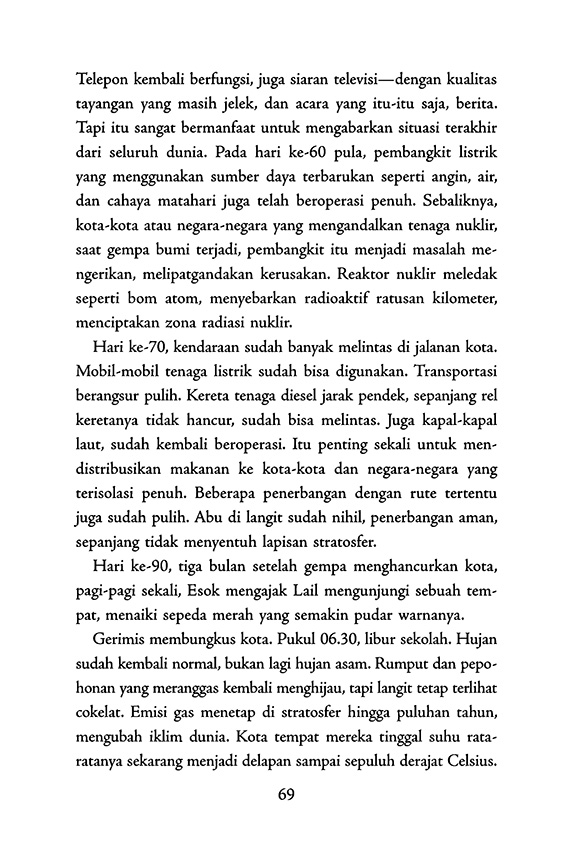 Telepon kembali berfungsi, juga siaran televisi—dengan kualitas
tayangan yang masih jelek, dan acara yang itu-itu saja, berita.
Tapi itu sangat bermanfaat untuk mengabarkan situasi terakhir
dari seluruh dunia. Pada hari ke-60 pula, pembangkit listrik
yang menggunakan sumber daya terbarukan seperti angin, air,
dan cahaya matahari juga telah beroperasi penuh. Sebaliknya,
kota-kota atau negara-negara yang mengandalkan tenaga nuklir,
saat gempa bumi terjadi, pembangkit itu menjadi masalah me-
ngerikan, melipatgandakan kerusakan. Reaktor nuklir meledak
seperti bom atom, menyebarkan radioaktif ratusan kilometer,
menciptakan zona radiasi nuklir.
Hari ke-70, kendaraan sudah banyak melintas di jalanan kota.
Mobil-mobil tenaga listrik sudah bisa digunakan. Transportasi
berangsur pulih. Kereta tenaga diesel jarak pendek, sepanjang rel
keretanya tidak hancur, sudah bisa melintas. Juga kapal-kapal
laut, sudah kembali beroperasi. Itu penting sekali untuk men-
distribusikan makanan ke kota-kota dan negara-negara yang
terisolasi penuh. Beberapa penerbangan dengan rute tertentu
juga sudah pulih. Abu di langit sudah nihil, penerbangan aman,
sepanjang tidak menyentuh lapisan stratosfer.
Hari ke-90, tiga bulan setelah gempa menghancurkan kota,
pagi-pagi sekali, Esok mengajak Lail mengunjungi sebuah tem-
pat, menaiki sepeda merah yang semakin pudar warnanya.
Gerimis membungkus kota. Pukul 06.30, libur sekolah. Hujan
sudah kembali normal, bukan lagi hujan asam. Rumput dan pepo-
honan yang meranggas kembali menghijau, tapi langit tetap terlihat
cokelat. Emisi gas menetap di stratosfer hingga puluhan tahun,
mengubah iklim dunia. Kota tempat mereka tinggal suhu rata-
ratanya sekarang menjadi delapan sampai sepuluh derajat Celsius.
69